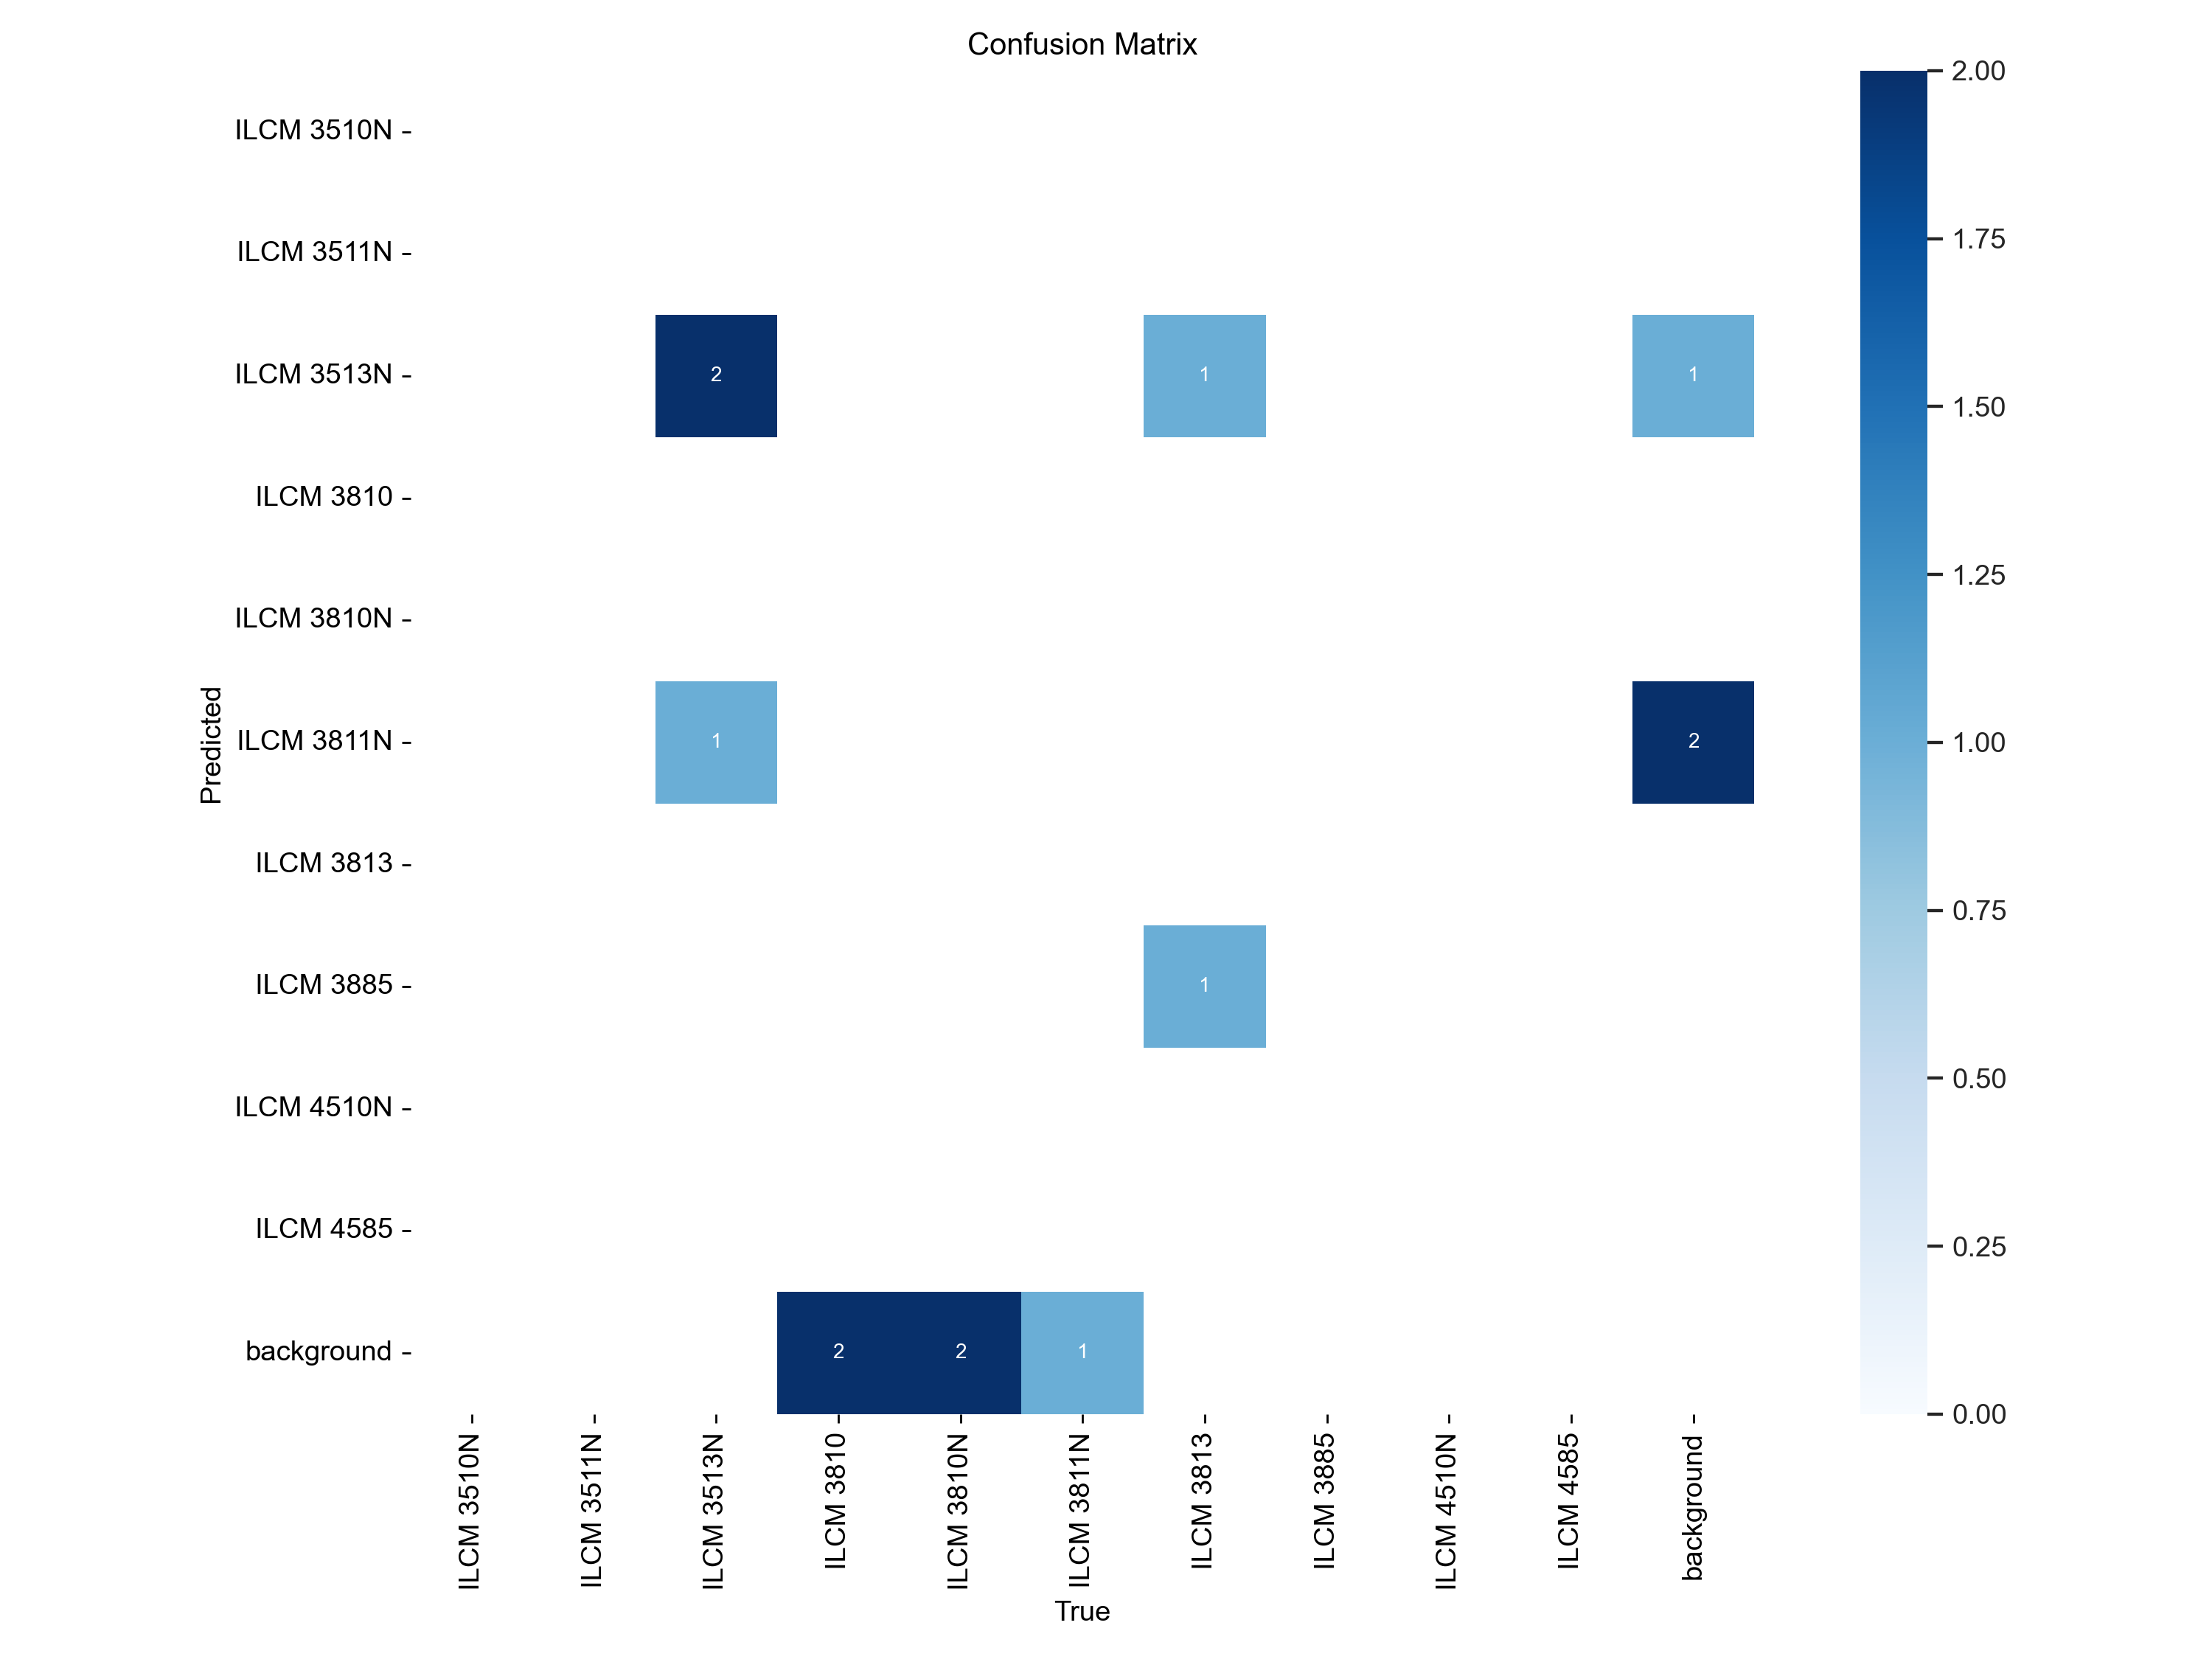 Confusion Matrix
ILCM 3510N
ILCM 3511N
ILCM 3513N
2
1
1
ILCM 3810
ILCM 3810N
Predicted
ILCM 3811N
1
2
ILCM 3813
ILCM 3885
1
ILCM 4510N
ILCM 4585
background
2
2
1
ILCM 3510N
ILCM 3511N
ILCM 3513N
ILCM 3810
ILCM 3810N
ILCM 3811N
ILCM 3813
ILCM 3885
ILCM 4510N
ILCM 4585
background
True
2.00
1.75
1.50
1.25
1.00
0.75
0.50
0.25
0.00